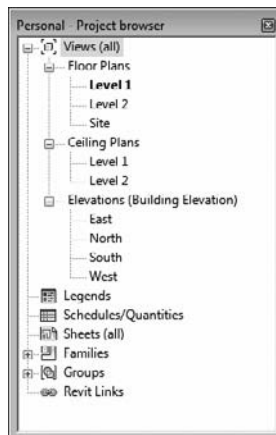 Personal - Project browser
Views (all)
Floor Plans
Level 1
Level 2
Site
Ceiling Plans
Level 1
Level 2
Elevations (Building Elevation)
East
North
South
West
Legends
Schedules/Quantities
Sheets (all)
Families
Groups
Revit Links